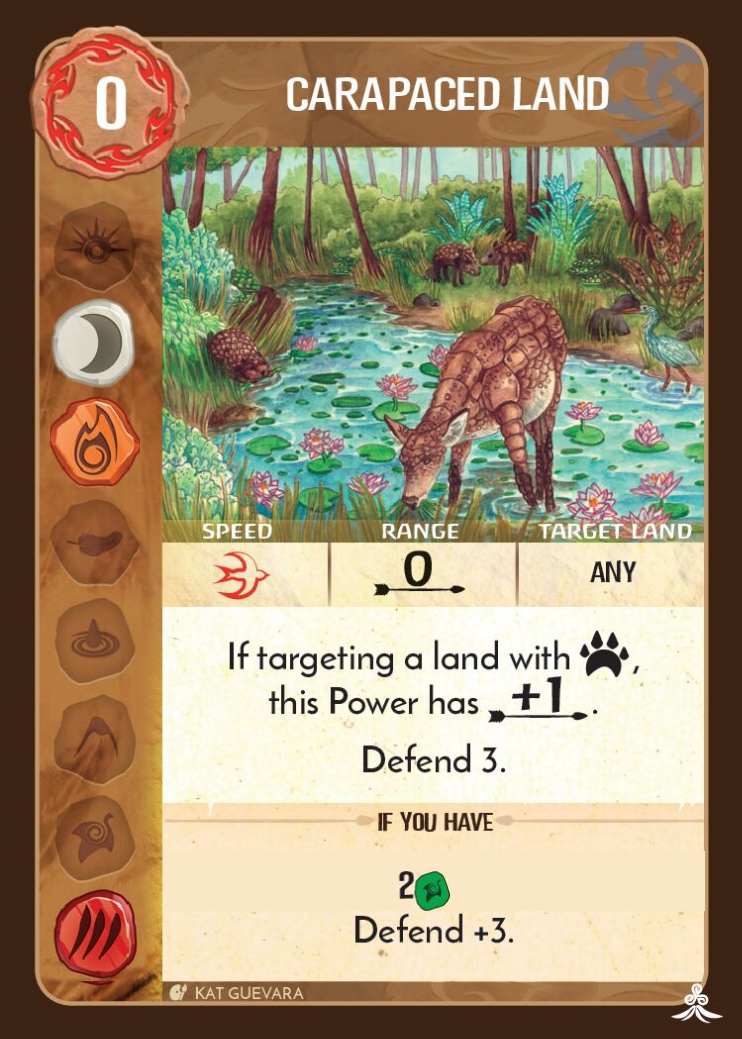 0
CARAPACED LAND
SPEED RANGE TARGET LAND
0 ANY
If targeting a land with ,
this Power has +1 .
Defend 3.
IF YOU HAVE
2
Defend +3.
KAT GUEVARA